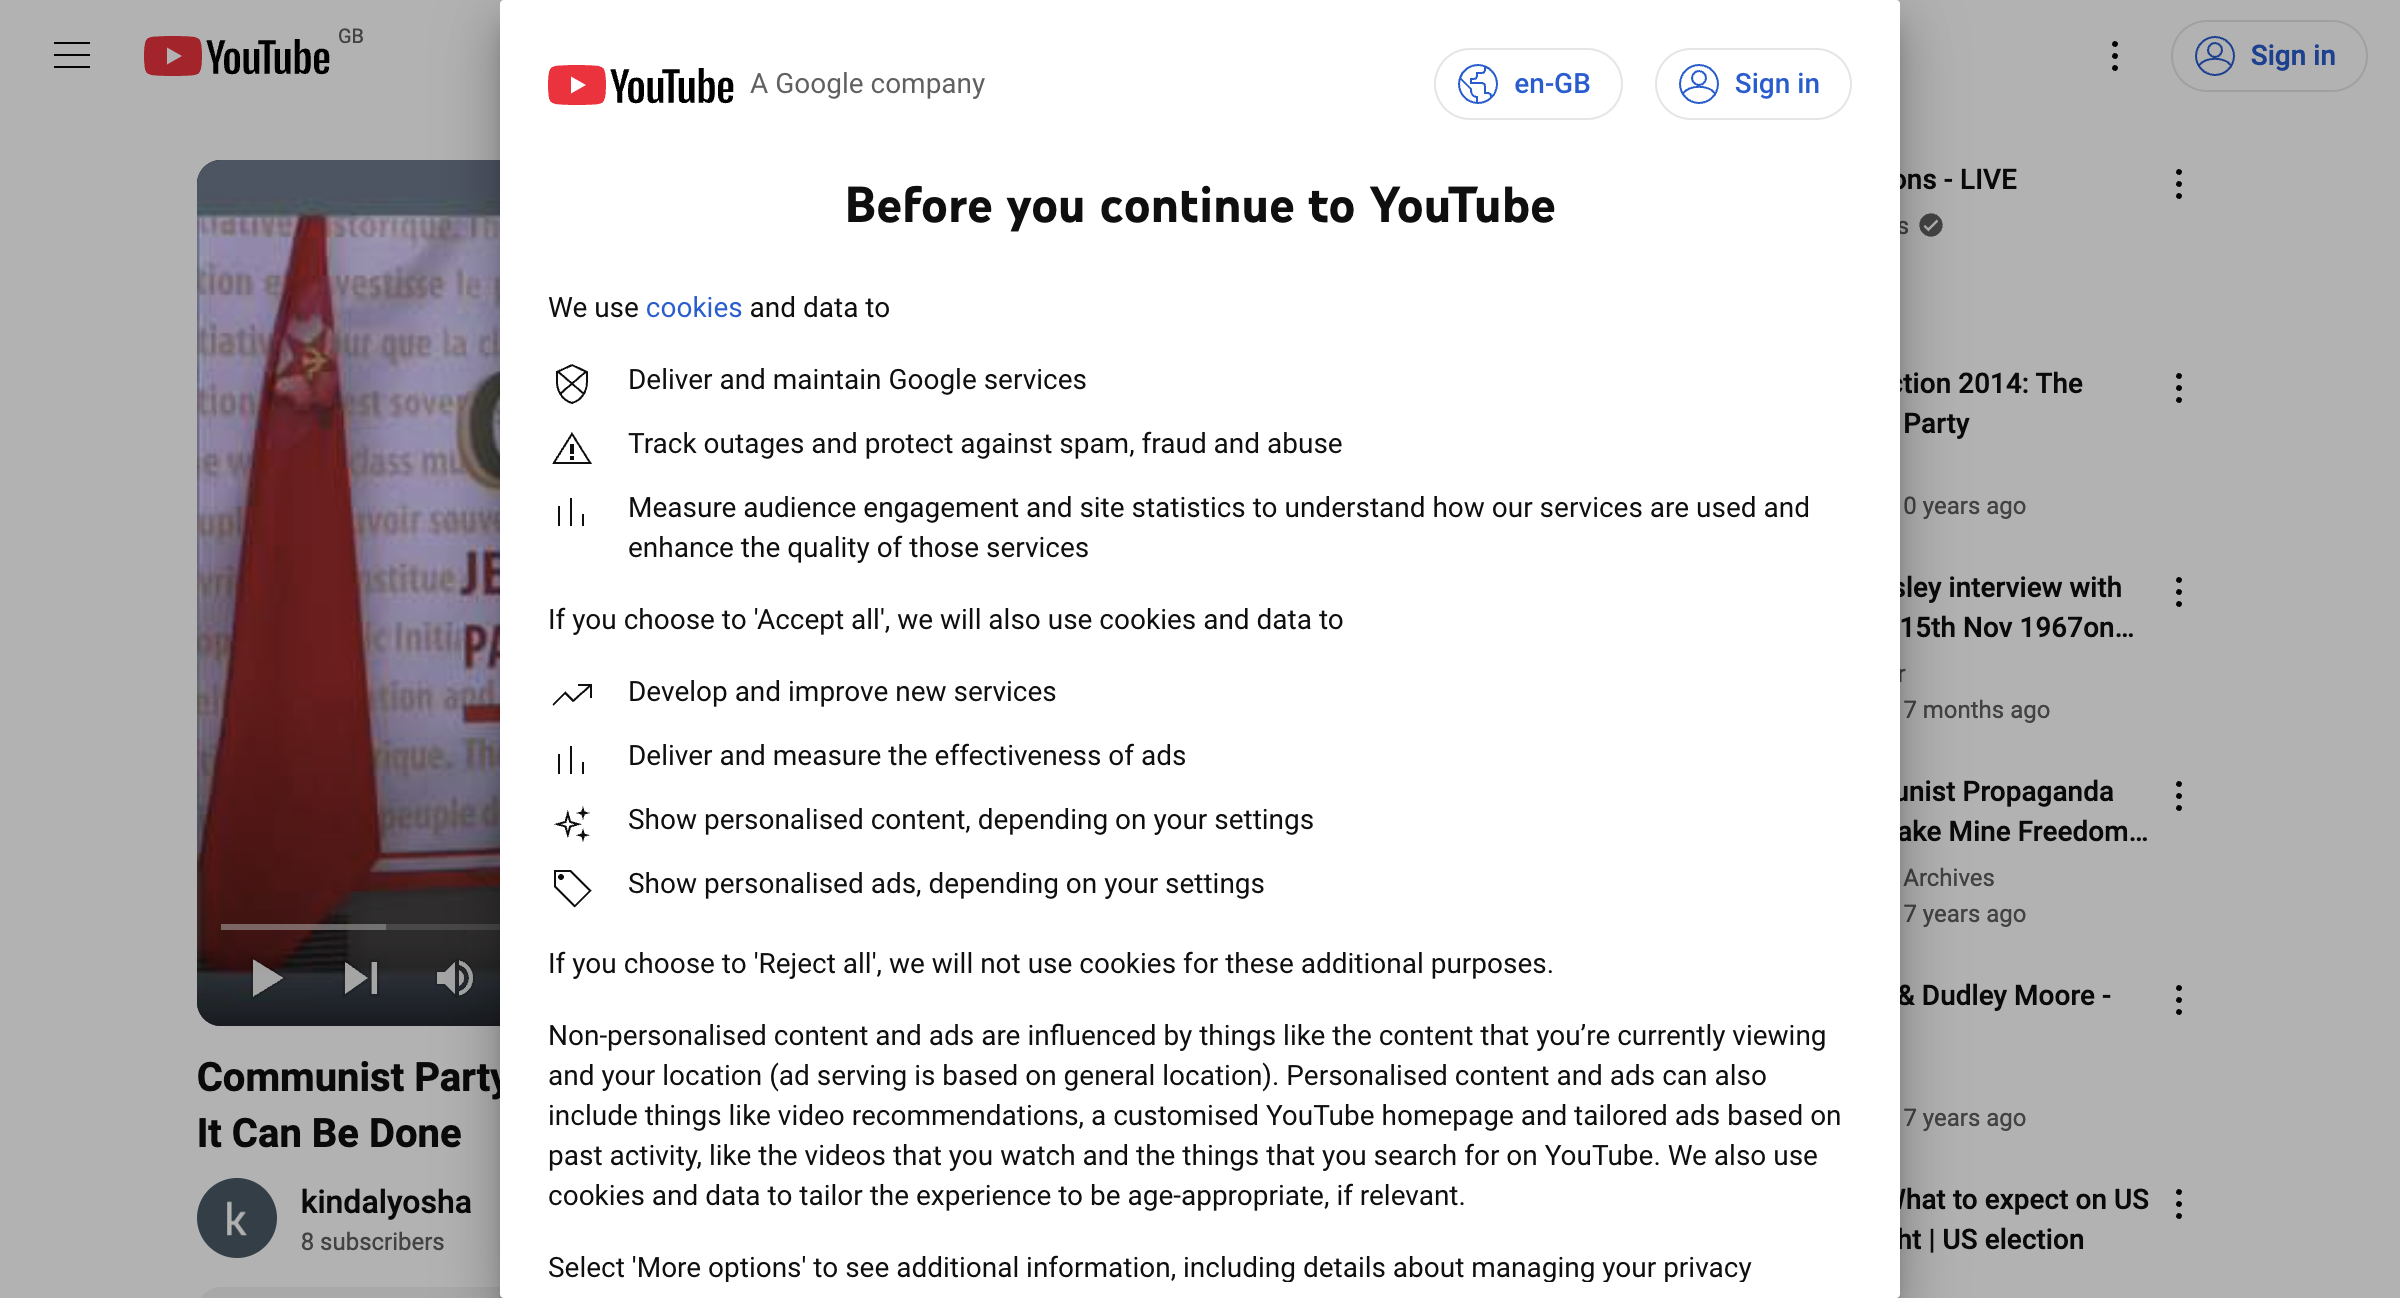 YouTube GB
Sign in
YouTube A Google company
en-GB
Sign in
Before you continue to YouTube
We use cookies and data to
Deliver and maintain Google services
Track outages and protect against spam, fraud and abuse
Measure audience engagement and site statistics to understand how our services are used and
enhance the quality of those services
If you choose to 'Accept all', we will also use cookies and data to
Develop and improve new services
Deliver and measure the effectiveness of ads
Show personalised content, depending on your settings
Show personalised ads, depending on your settings
If you choose to 'Reject all', we will not use cookies for these additional purposes.
Non-personalised content and ads are influenced by things like the content that you’re currently viewing
and your location (ad serving is based on general location). Personalised content and ads can also
include things like video recommendations, a customised YouTube homepage and tailored ads based on
past activity, like the videos that you watch and the things that you search for on YouTube. We also use
cookies and data to tailor the experience to be age-appropriate, if relevant.
Select 'More options' to see additional information, including details about managing your privacy
Communist Party
It Can Be Done
k
kindalyosha
8 subscribers
- LIVE
2014: The
Party
years ago
interview with
15th Nov 1967on...
7 months ago
Propaganda
Mine Freedom...
Archives
7 years ago
& Dudley Moore -
7 years ago
to expect on US
| US election